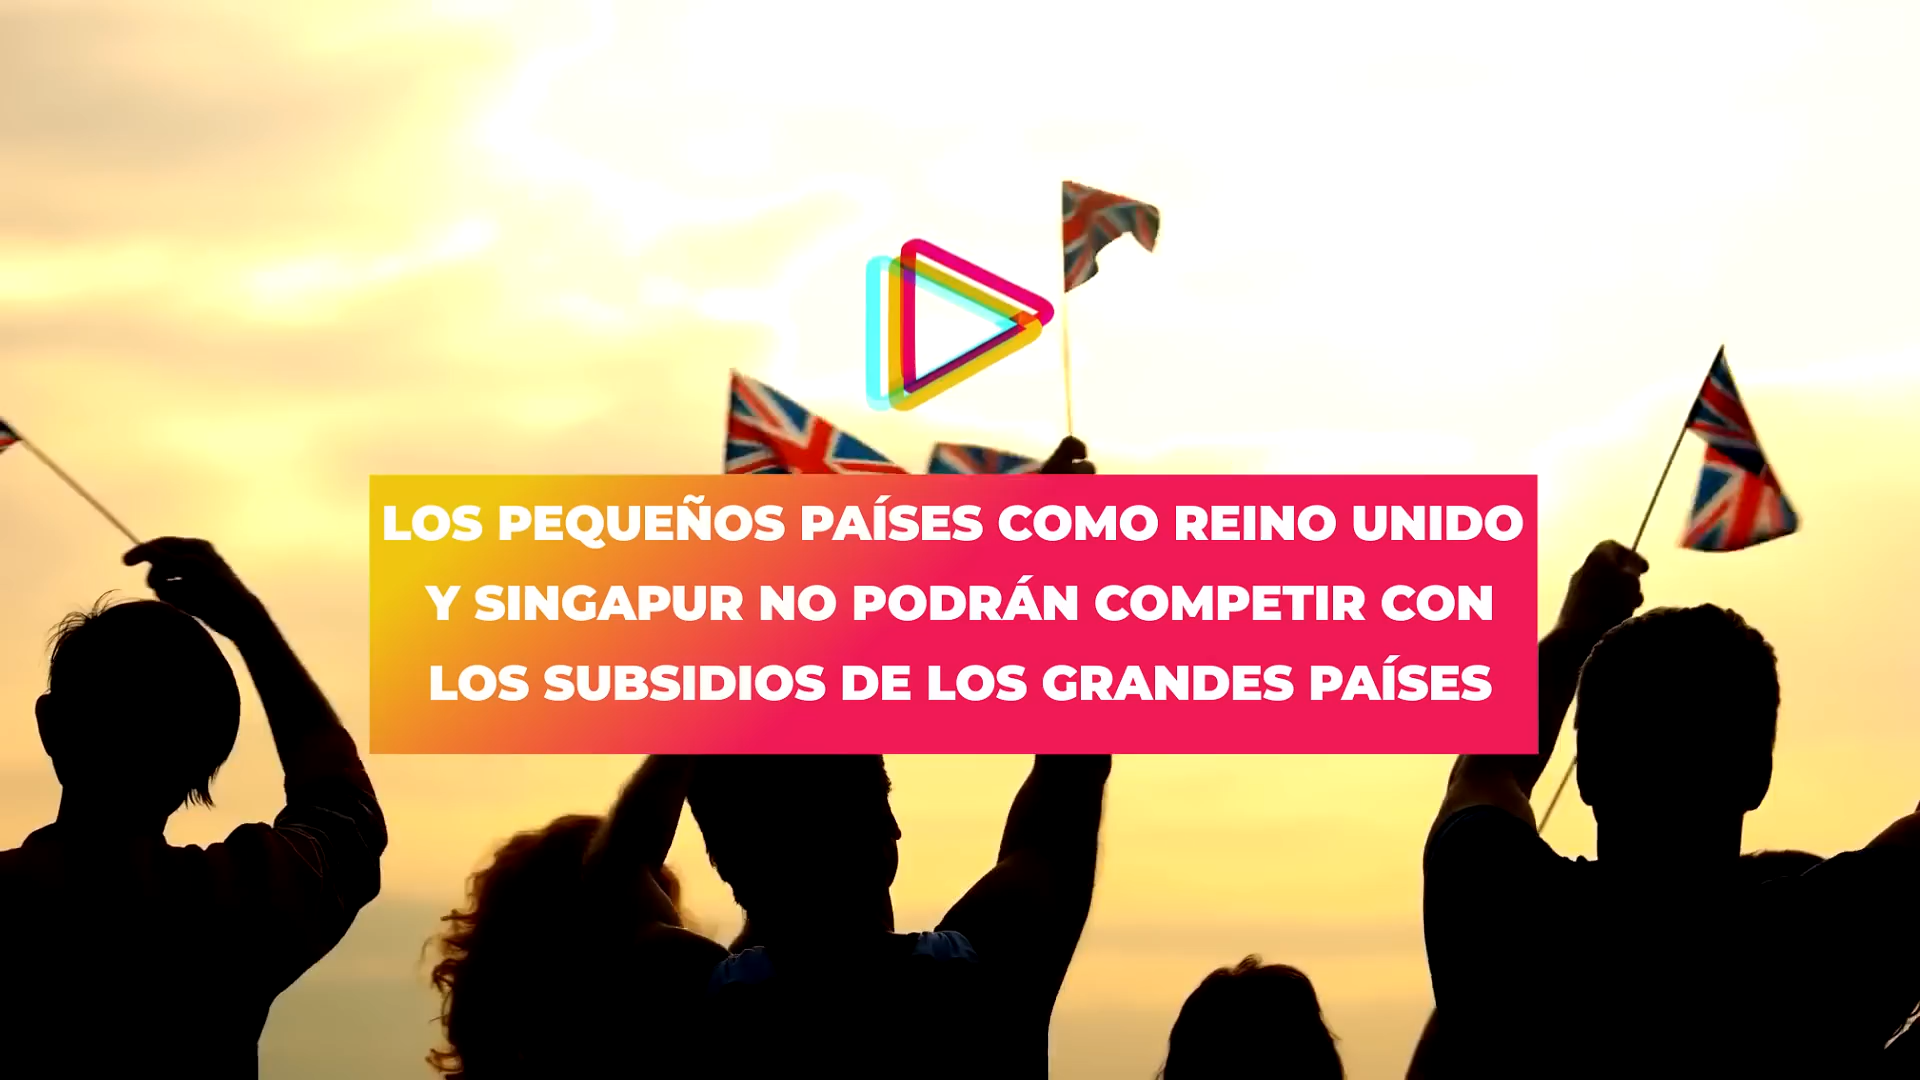 LOS PEQUEÑOS PAÍSES COMO REINO UNIDO
Y SINGAPUR NO PODRÁN COMPETIR CON
LOS SUBSIDIOS DE LOS GRANDES PAÍSES